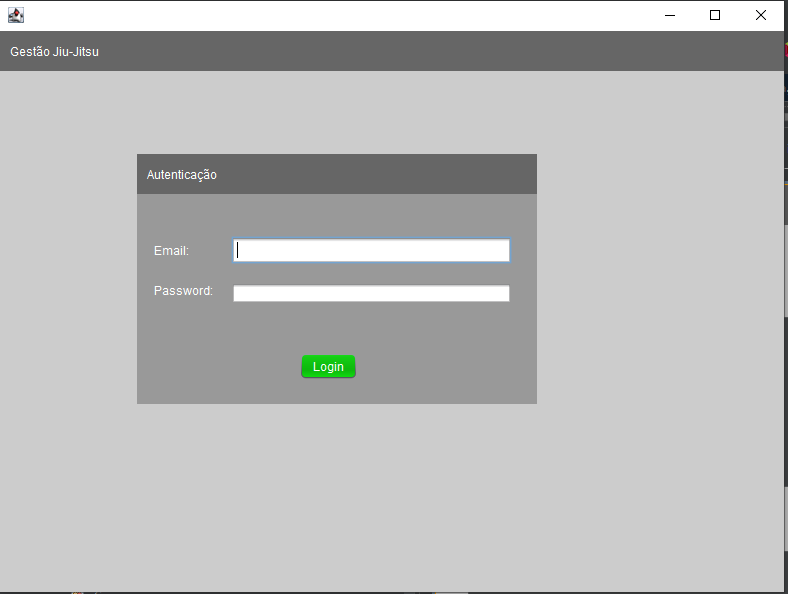 Gestão Jiu-Jitsu
Autenticação
Email:
Password:
Login